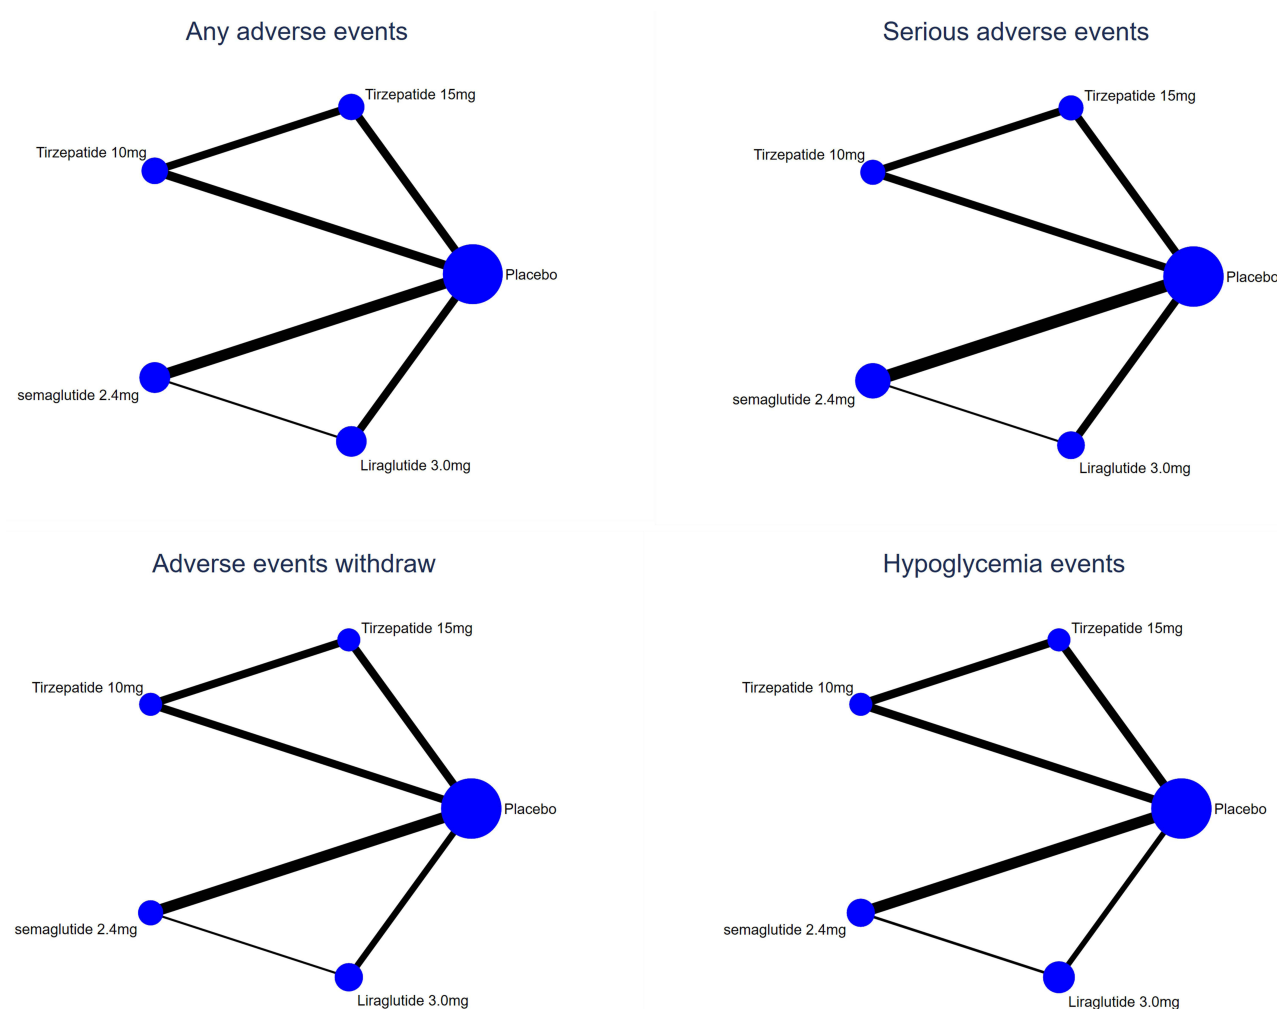 Any adverse events
Tirzepatide 15mg
Tirzepatide 10mg
Placebo
semaglutide 2.4mg
Liraglutide 3.0mg
Serious adverse events
Tirzepatide 15mg
Tirzepatide 10mg
Placebo
semaglutide 2.4mg
Liraglutide 3.0mg
Adverse events withdraw
Tirzepatide 15mg
Tirzepatide 10mg
Placebo
semaglutide 2.4mg
Liraglutide 3.0mg
Hypoglycemia events
Tirzepatide 15mg
Tirzepatide 10mg
Placebo
semaglutide 2.4mg
Liraglutide 3.0mg